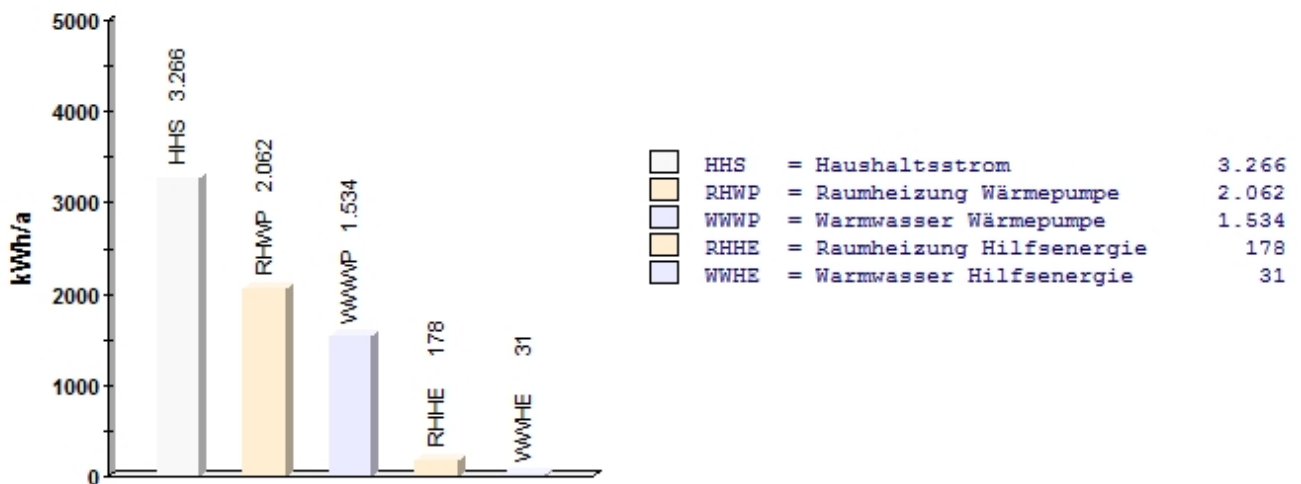 5000
4000
3000
2000
1000
0
kWh/a
HHS 3.266
RHWP 2.062
WWWP 1.534
RHHE 178
WWHE 31
HHS = Haushaltsstrom 3.266
RHWP = Raumheizung Wärmepumpe 2.062
WWWP = Warmwasser Wärmepumpe 1.534
RHHE = Raumheizung Hilfsenergie 178
WWHE = Warmwasser Hilfsenergie 31